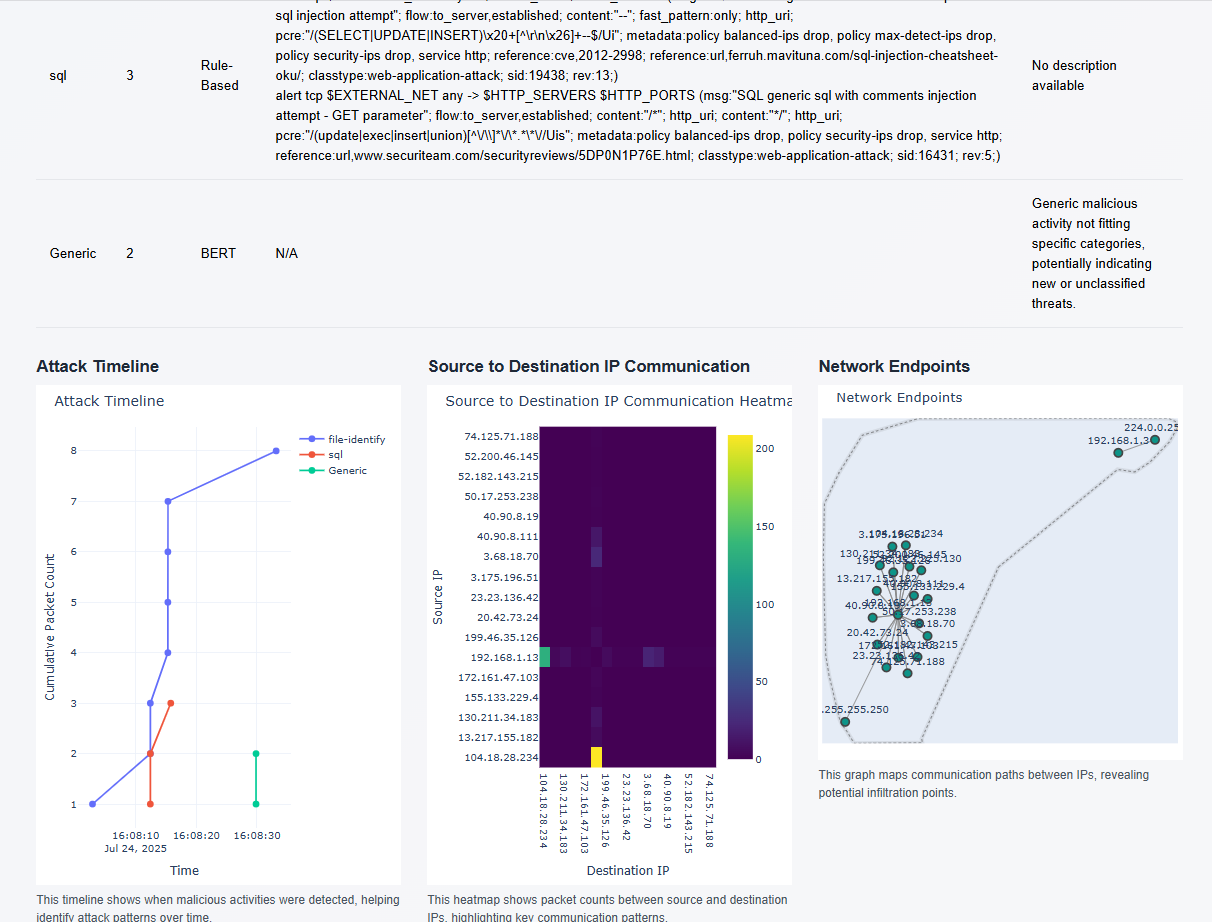 sql injection attempt"; flow:to_server,established; content:"--"; fast_pattern:only; http_uri;
pcre:"/(SELECT|UPDATE|INSERT)\x20+[^\r\n\x26]+--$/Ui"; metadata:policy balanced-ips drop, policy max-detect-ips drop,
policy security-ips drop, service http; reference:cve,2012-2998; reference:url,ferruh.mavituna.com/sql-injection-cheatsheet-
sql 3 Rule-Based
oku/; classtype:web-application-attack; sid:19438; rev:13;)
No description
available
alert tcp $EXTERNAL_NET any -> $HTTP_SERVERS $HTTP_PORTS (msg:"SQL generic sql with comments injection
attempt - GET parameter"; flow:to_server,established; content:"/*"; http_uri; content:"*/"; http_uri;
pcre:"/(update|exec|insert|union)[^\/\\]*\/\*.*\*\//Uis"; metadata:policy balanced-ips drop, policy security-ips drop, service http;
reference:url,www.securiteam.com/securityreviews/5DP0N1P76E.html; classtype:web-application-attack; sid:16431; rev:5;)
Generic 2 BERT N/A
Generic malicious
activity not fitting
specific categories,
potentially indicating
new or unclassified
threats.
Attack Timeline
Attack Timeline
file-identify
sql
Generic
8
7
6
5
4
3
2
1
Cumulative Packet Count
16:08:10 16:08:20 16:08:30
Jul 24, 2025
Time
This timeline shows when malicious activities were detected, helping
identify attack patterns over time.
Source to Destination IP Communication
Source to Destination IP Communication Heatma
Source IP
74.125.71.188
52.200.46.145
52.182.143.215
50.17.253.238
40.90.8.19
40.90.8.111
3.68.18.70
3.175.196.51
23.23.136.42
20.42.73.24
199.46.35.126
192.168.1.13
172.161.47.103
155.133.229.4
130.211.34.183
13.217.155.182
104.18.28.234
200
150
100
50
0
104.18.28.234
130.211.34.183
172.161.47.103
199.46.35.126
23.23.136.42
3.68.18.70
40.90.8.19
52.182.143.215
74.125.71.188
Destination IP
This heatmap shows packet counts between source and destination
IPs, highlighting key communication patterns.
Network Endpoints
Network Endpoints
224.0.0.25
192.168.1.3
13.217.155.182
20.42.73.24
74.125.71.188
.255.255.250
This graph maps communication paths between IPs, revealing
potential infiltration points.